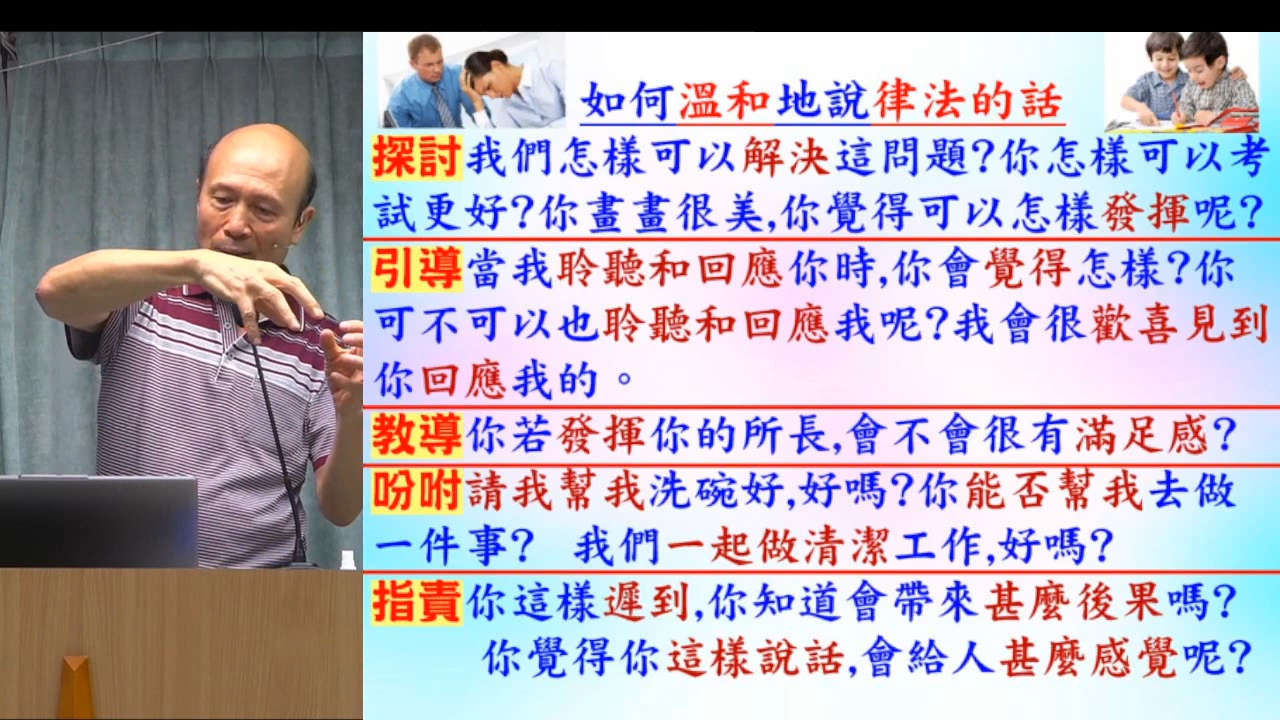 如何溫和地說律法的話
探討我們怎樣可以解決這問題?你怎樣可以考
試更好?你畫畫很美,你覺得可以怎樣發揮呢?
引導當我聆聽和回應你時,你會覺得怎樣?你
可不可以也聆聽和回應我呢?我會很歡喜見到
你回應我的。
教導你若發揮你的所長,會不會很有滿足感?
吩咐請我幫我洗碗好,好嗎?你能否幫我去做
一件事? 我們一起做清潔工作,好嗎?
指責你這樣遲到,你知道會帶來甚麼後果嗎?
你覺得你這樣說話,會給人甚麼感覺呢?